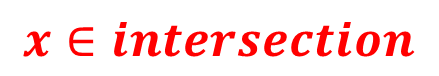 x ∈ intersection